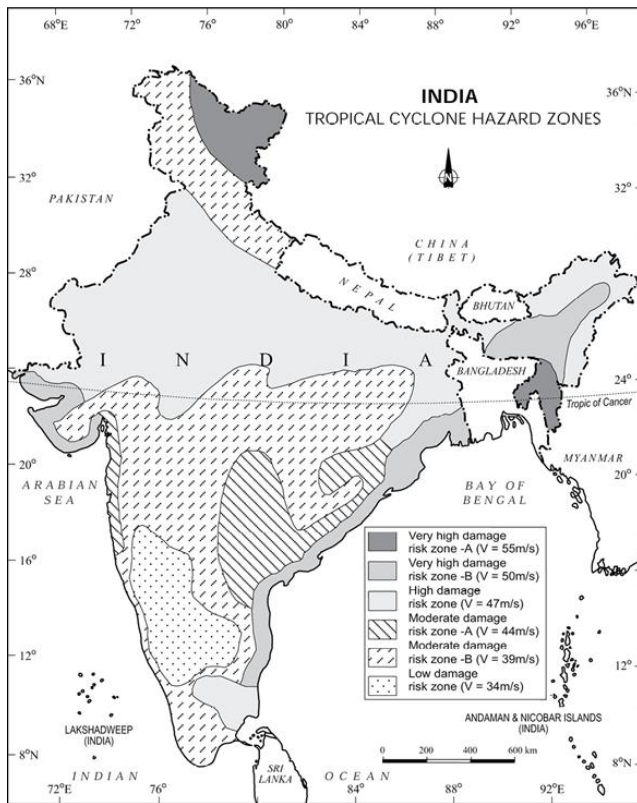 68°E 72° 76° 80° 84° 88° 92° 96°
36°N 36°N
INDIA
TROPICAL CYCLONE HAZARD ZONES
32° 32°
PAKISTAN
CHINA
(TIBET)
28° 28°
NEPAL
BHUTAN
I N D I A
BANGLADESH
24° 24°
Tropic of Cancer
MYANMAR
20° 20°
ARABIAN
SEA
BAY OF
BENGAL
Very high damage
risk zone -A (V = 55m/s)
Very high damage
risk zone -B (V = 50m/s)
High damage
risk zone (V = 47m/s)
Moderate damage
risk zone -A (V = 44m/s)
Moderate damage
risk zone -B (V = 39m/s)
Low damage
risk zone (V = 34m/s)
16° 16°
12° 12°
LAKSHADWEEP
(INDIA)
ANDAMAN & NICOBAR ISLANDS
(INDIA)
8°N 8°N
0 200 400 600 km
SRI
LANKA
INDIAN OCEAN
72°E 76° 80° 84° 88° 92°E